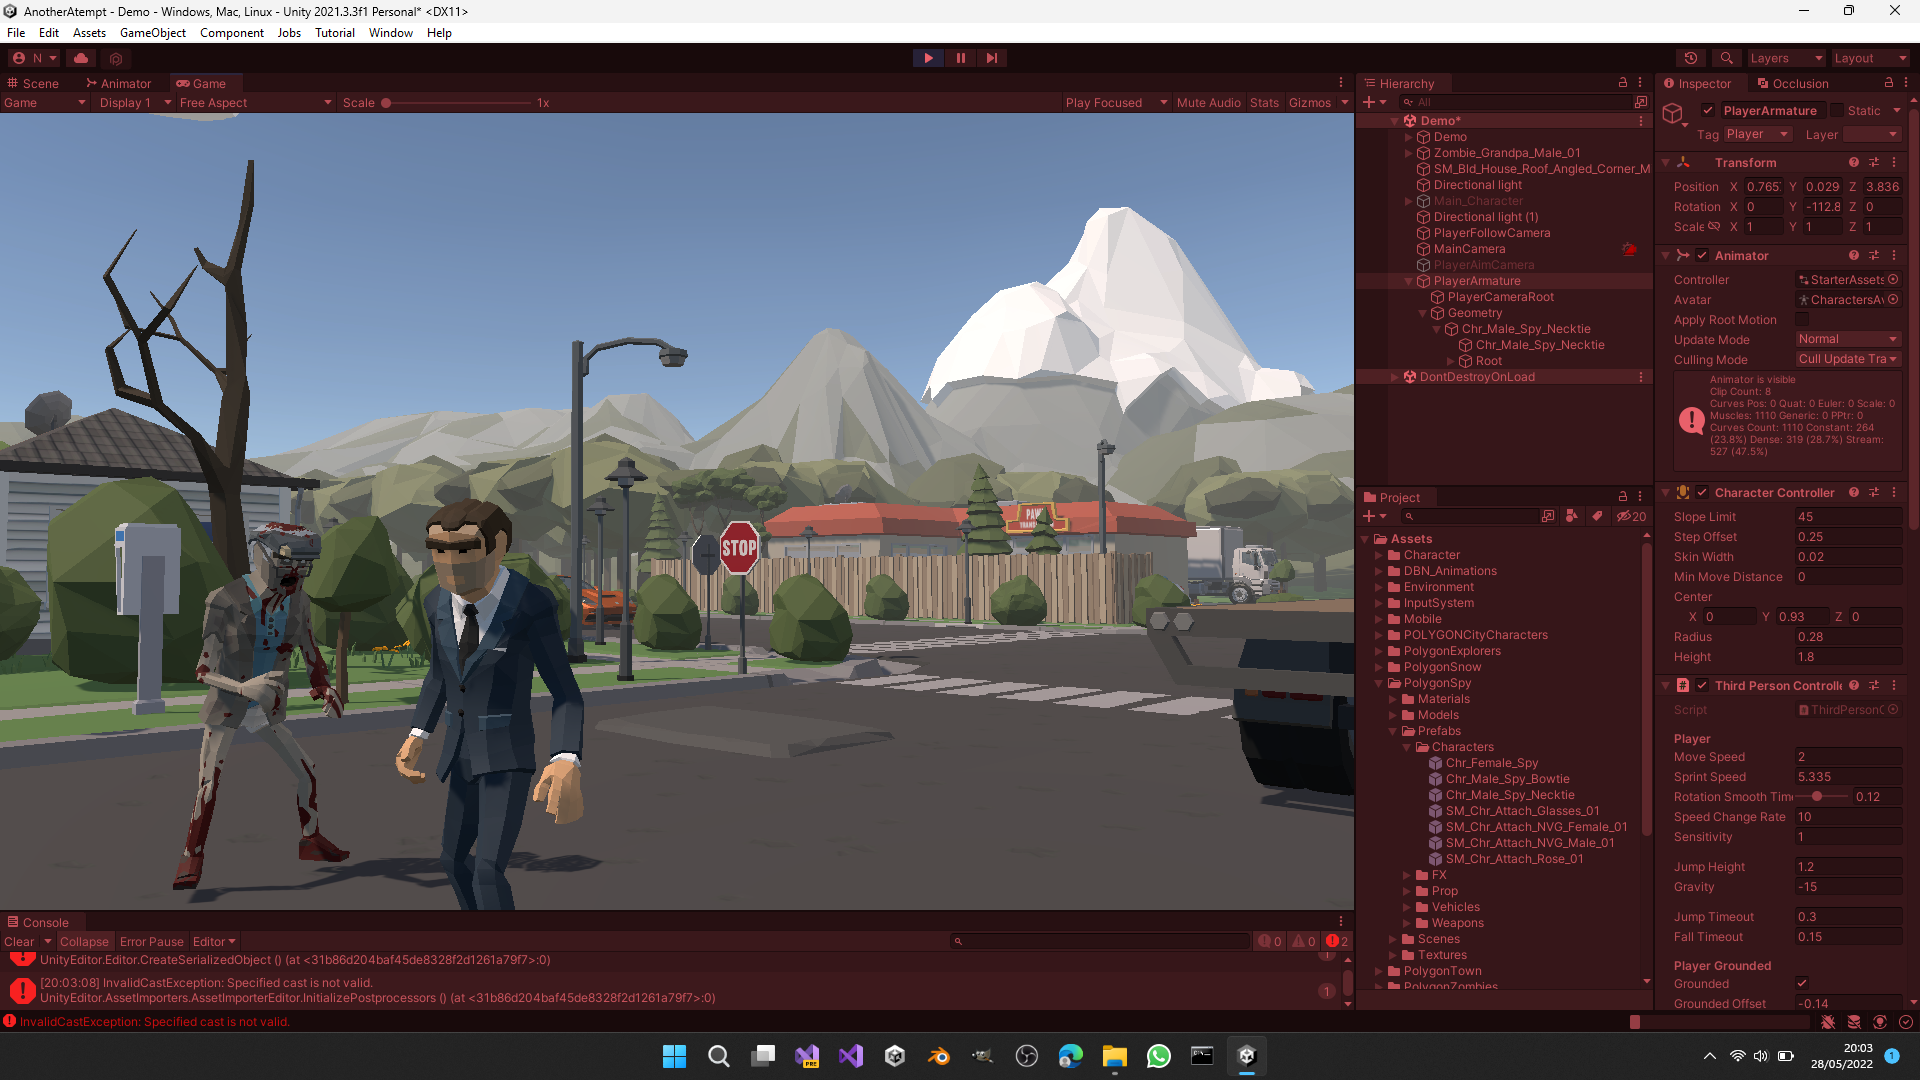 AnotherAtempt - Demo - Windows, Mac, Linux - Unity 2021.3.3f1 Personal* <DX11>
File Edit Assets GameObject Component Jobs Tutorial Window Help
N Layers Layout
Scene Animator Game
Game Display 1 Free Aspect Scale 1x Play Focused Mute Audio Stats Gizmos
STOP
PAWN
Console
Clear Collapse Error Pause Editor 0 0 2
UnityEditor.Editor.CreateSerializedObject () (at <31b86d204baf45de8328f2d1261a79f7>:0) 1
[20:03:08] InvalidCastException: Specified cast is not valid.
UnityEditor.AssetImporters.AssetImporterEditor.InitializePostprocessors () (at <31b86d204baf45de8328f2d1261a79f7>:0) 1
InvalidCastException: Specified cast is not valid.
Hierarchy
All
Demo*
Demo
Zombie_Grandpa_Male_01
SM_Bld_House_Roof_Angled_Corner_M
Directional light
Main_Character
Directional light (1)
PlayerFollowCamera
MainCamera
PlayerAimCamera
PlayerArmature
PlayerCameraRoot
Geometry
Chr_Male_Spy_Necktie
Chr_Male_Spy_Necktie
Root
DontDestroyOnLoad
Project
20
Assets
Character
DBN_Animations
Environment
InputSystem
Mobile
POLYGONCityCharacters
PolygonExplorers
PolygonSnow
PolygonSpy
Materials
Models
Prefabs
Characters
Chr_Female_Spy
Chr_Male_Spy_Bowtie
Chr_Male_Spy_Necktie
SM_Chr_Attach_Glasses_01
SM_Chr_Attach_NVG_Female_01
SM_Chr_Attach_NVG_Male_01
SM_Chr_Attach_Rose_01
FX
Prop
Vehicles
Weapons
Scenes
Textures
PolygonTown
PolygonZombies
Inspector Occlusion
PlayerArmature Static
Tag Player Layer
Transform
Position X 0.765 Y 0.029 Z 3.836
Rotation X 0 Y -112.8 Z 0
Scale X 1 Y 1 Z 1
Animator
Controller StarterAssets
Avatar CharactersAv
Apply Root Motion
Update Mode Normal
Culling Mode Cull Update Tra
Animator is visible
Clip Count: 8
Curves Pos: 0 Quat: 0 Euler: 0 Scale: 0
Muscles: 1110 Generic: 0 PPtr: 0
Curves Count: 1110 Constant: 264
(23.8%) Dense: 319 (28.7%) Stream:
527 (47.5%)
Character Controller
Slope Limit 45
Step Offset 0.25
Skin Width 0.02
Min Move Distance 0
Center
X 0 Y 0.93 Z 0
Radius 0.28
Height 1.8
Third Person Controlle
Script ThirdPersonC
Player
Move Speed 2
Sprint Speed 5.335
Rotation Smooth Tim 0.12
Speed Change Rate 10
Sensitivity 1
Jump Height 1.2
Gravity -15
Jump Timeout 0.3
Fall Timeout 0.15
Player Grounded
Grounded
Grounded Offset -0.14
PRE
20:03
28/05/2022
1